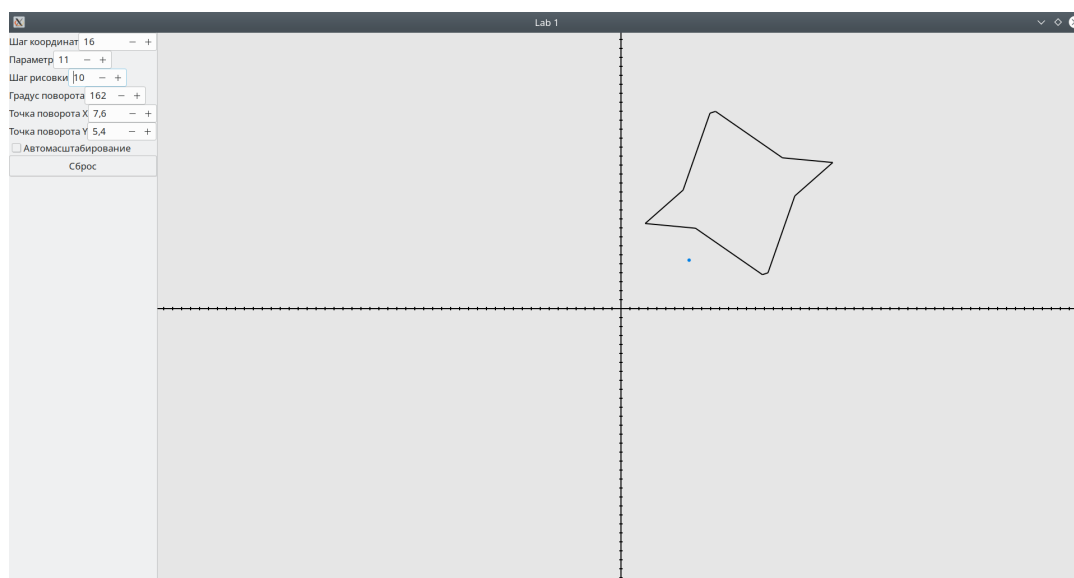 Lab 1
Шаг координат 16 − +
Параметр 11 − +
Шаг рисовки 10 − +
Градус поворота 162 − +
Точка поворота X 7,6 − +
Точка поворота Y 5,4 − +
Автомасштабирование
Сброс